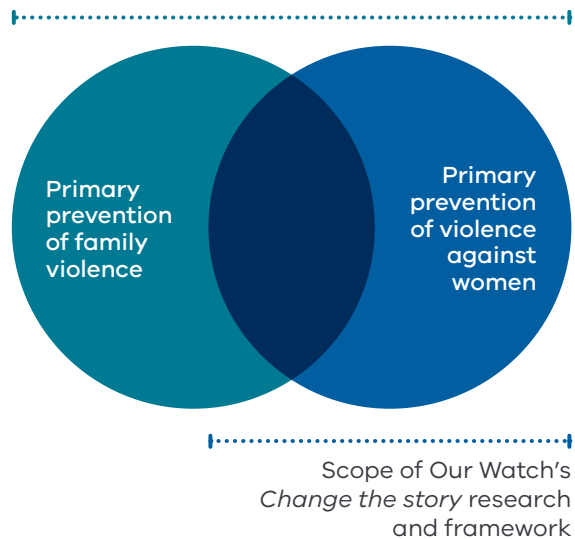 Primary
prevention
of family
violence
Primary
prevention
of violence
against
women
Scope of Our Watch's
Change the story research
and framework